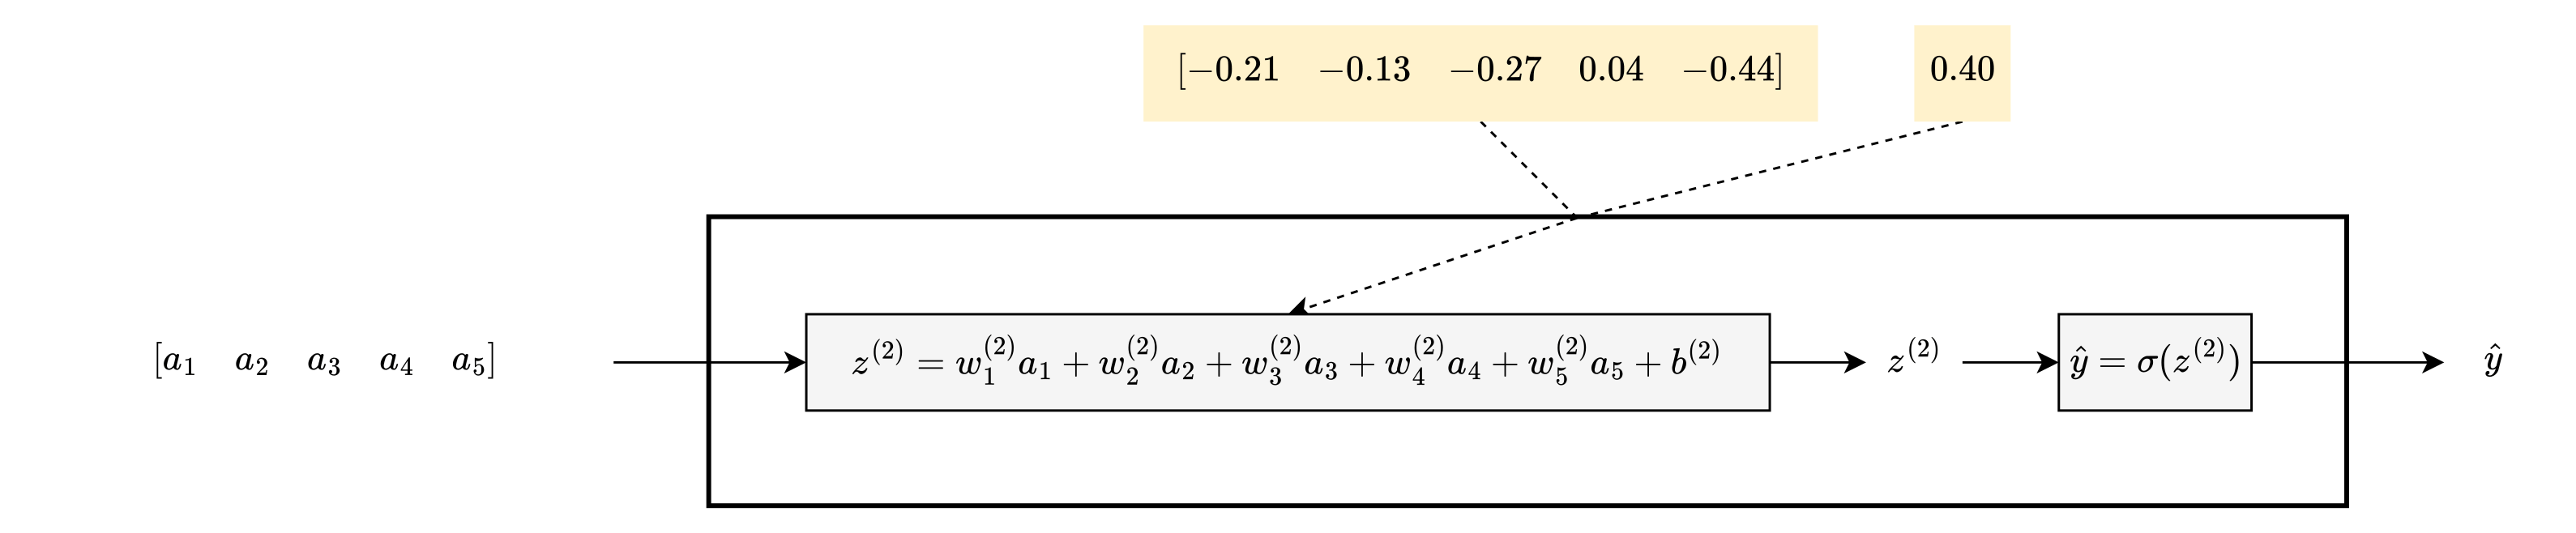 [−0.21 −0.13 −0.27 0.04 −0.44] 0.40
[a₁ a₂ a₃ a₄ a₅] z⁽²⁾ = w₁⁽²⁾a₁ + w₂⁽²⁾a₂ + w₃⁽²⁾a₃ + w₄⁽²⁾a₄ + w₅⁽²⁾a₅ + b⁽²⁾ z⁽²⁾ ŷ = σ(z⁽²⁾) ŷ